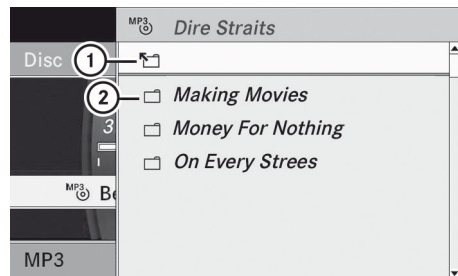 MP3 Dire Straits
Disc
1
2
Making Movies
3
Money For Nothing
On Every Strees
MP3 Be
MP3